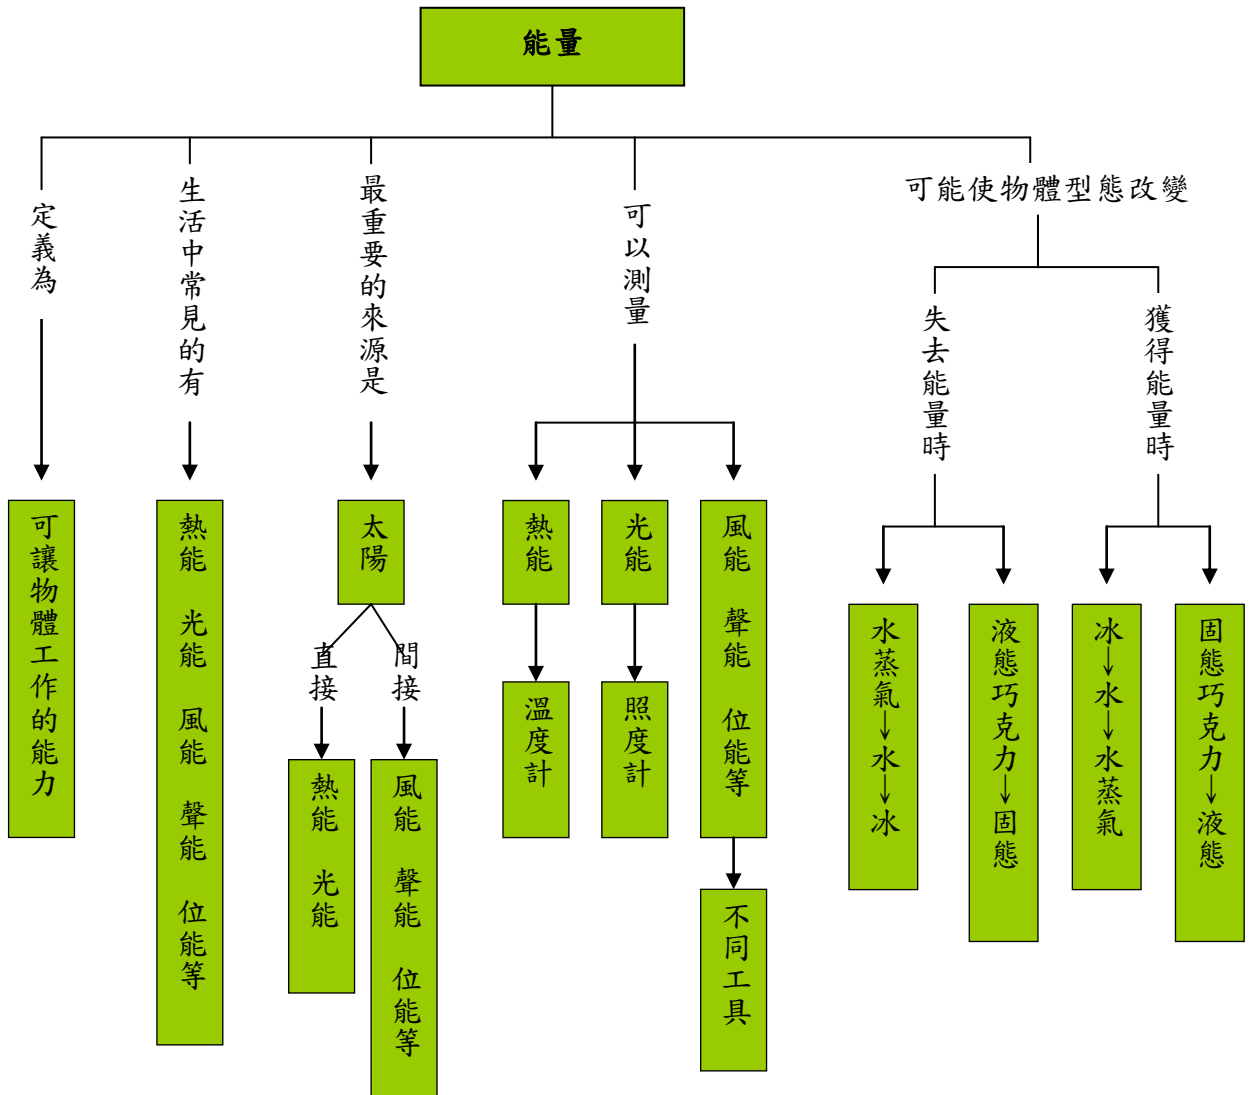 能量
定義為
生活中常見的有
最重要的來源是
可以測量
可能使物體型態改變
失去能量時
獲得能量時
可讓物體工作的能力
熱能 光能 風能 聲能 位能等
太陽
直接
間接
熱能 光能
風能 聲能 位能等
熱能
光能
風能 聲能 位能等
溫度計
照度計
不同工具
水蒸氣→水→冰
液態巧克力→固態
冰→水→水蒸氣
固態巧克力→液態